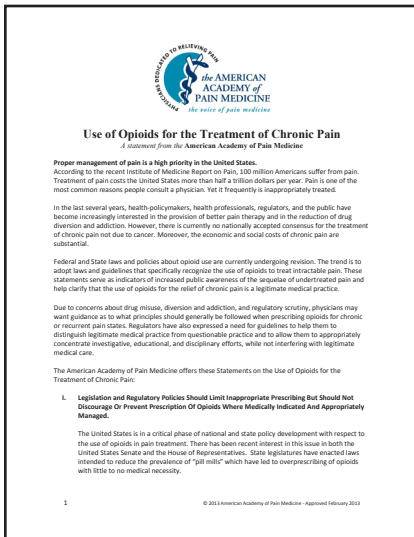 PHYSICIANS DEDICATED TO RELIEVING PAIN
the AMERICAN
ACADEMY of
PAIN MEDICINE
the voice of pain medicine
Use of Opioids for the Treatment of Chronic Pain
A statement from the American Academy of Pain Medicine
Proper management of pain is a high priority in the United States.
According to the recent Institute of Medicine Report on Pain, 100 million Americans suffer from pain.
Treatment of pain costs the United States more than half a trillion dollars per year. Pain is one of the
most common reasons people consult a physician. Yet it frequently is inappropriately treated.
In the last several years, health-policymakers, health professionals, regulators, and the public have
become increasingly interested in the provision of better pain therapy and in the reduction of drug
diversion and addiction. However, there is currently no nationally accepted consensus for the treatment
of chronic pain not due to cancer. Moreover, the economic and social costs of chronic pain are
substantial.
Federal and State laws and policies about opioid use are currently undergoing revision. The trend is to
adopt laws and guidelines that specifically recognize the use of opioids to treat intractable pain. These
statements serve as indicators of increased public awareness of the sequelae of undertreated pain and
help clarify that the use of opioids for the relief of chronic pain is a legitimate medical practice.
Due to concerns about drug misuse, diversion and addiction, and regulatory scrutiny, physicians may
want guidance as to what principles should generally be followed when prescribing opioids for chronic
or recurrent pain states. Regulators have also expressed a need for guidelines to help them to
distinguish legitimate medical practice from questionable practice and to allow them to appropriately
concentrate investigative, educational, and disciplinary efforts, while not interfering with legitimate
medical care.
The American Academy of Pain Medicine offers these Statements on the Use of Opioids for the
Treatment of Chronic Pain:
I. Legislation and Regulatory Policies Should Limit Inappropriate Prescribing But Should Not
Discourage Or Prevent Prescription Of Opioids Where Medically Indicated And Appropriately
Managed.
The United States is in a critical phase of national and state policy development with respect to
the use of opioids in pain treatment. There has been recent interest in this issue in both the
United States Senate and the House of Representatives. State legislatures have enacted laws
intended to reduce the prevalence of "pill mills" which have led to overprescribing of opioids
with little to no medical necessity.
1 © 2013 American Academy of Pain Medicine - Approved February 2013